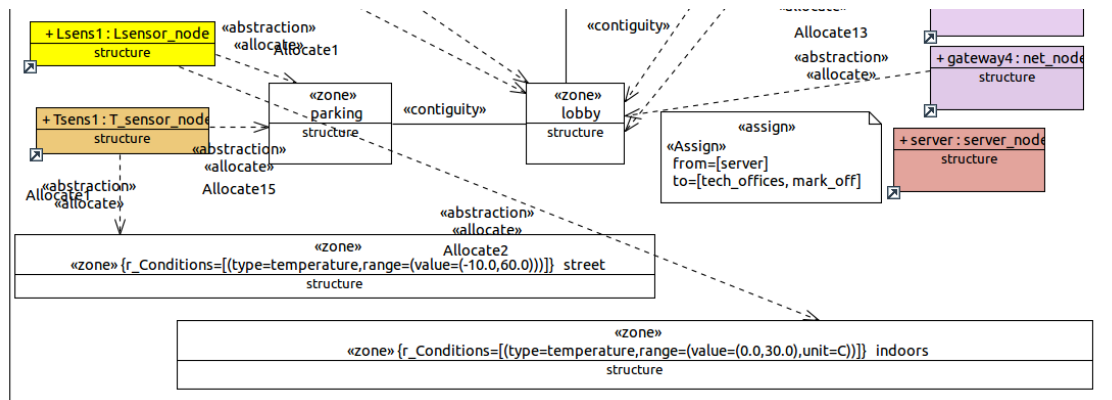 + Lsens1 : Lsensor_node
structure
«abstraction»
«allocate»
Allocate1
«contiguity»
allocate»
Allocate13
structure
«abstraction»
«allocate»
+ gateway4 : net_node
structure
«zone»
parking
structure
«contiguity»
«zone»
lobby
structure
+ Tsens1 : T_sensor_node
structure
«abstraction»
«allocate»
Allocate15
«abstraction»
«allocate»
«assign»
«Assign»
from=[server]
to=[tech_offices, mark_off]
+ server : server_node
structure
«abstraction»
«allocate»
Allocate2
«zone»
«zone» {r_Conditions=[(type=temperature,range=(value=(-10.0,60.0)))]} street
structure
«zone»
«zone» {r_Conditions=[(type=temperature,range=(value=(0.0,30.0),unit=C))]} indoors
structure